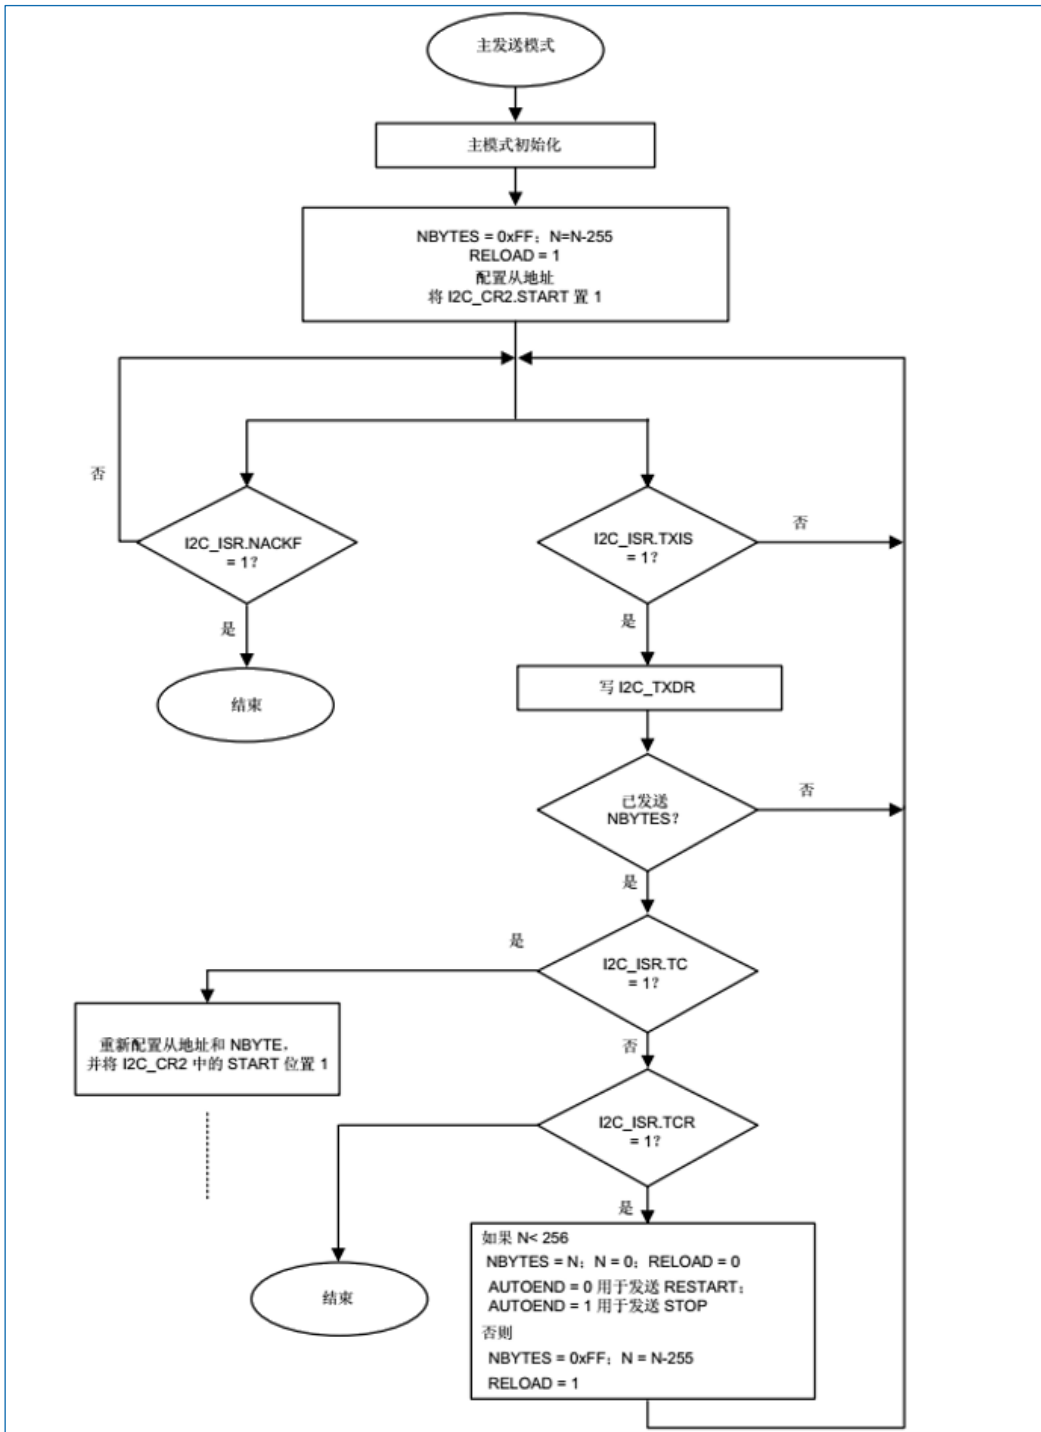 主发送模式
主模式初始化
NBYTES = 0xFF；N=N-255
RELOAD = 1
配置从地址
将 I2C_CR2.START 置 1
否
I2C_ISR.NACKF
= 1？
是
结束
I2C_ISR.TXIS
= 1？
否
是
写 I2C_TXDR
已发送
NBYTES？
否
是
I2C_ISR.TC
= 1？
是
重新配置从地址和 NBYTE，
并将 I2C_CR2 中的 START 位置 1
否
I2C_ISR.TCR
= 1？
结束
是
如果 N< 256
NBYTES = N；N = 0；RELOAD = 0
AUTOEND = 0 用于发送 RESTART；
AUTOEND = 1 用于发送 STOP
否则
NBYTES = 0xFF；N = N-255
RELOAD = 1